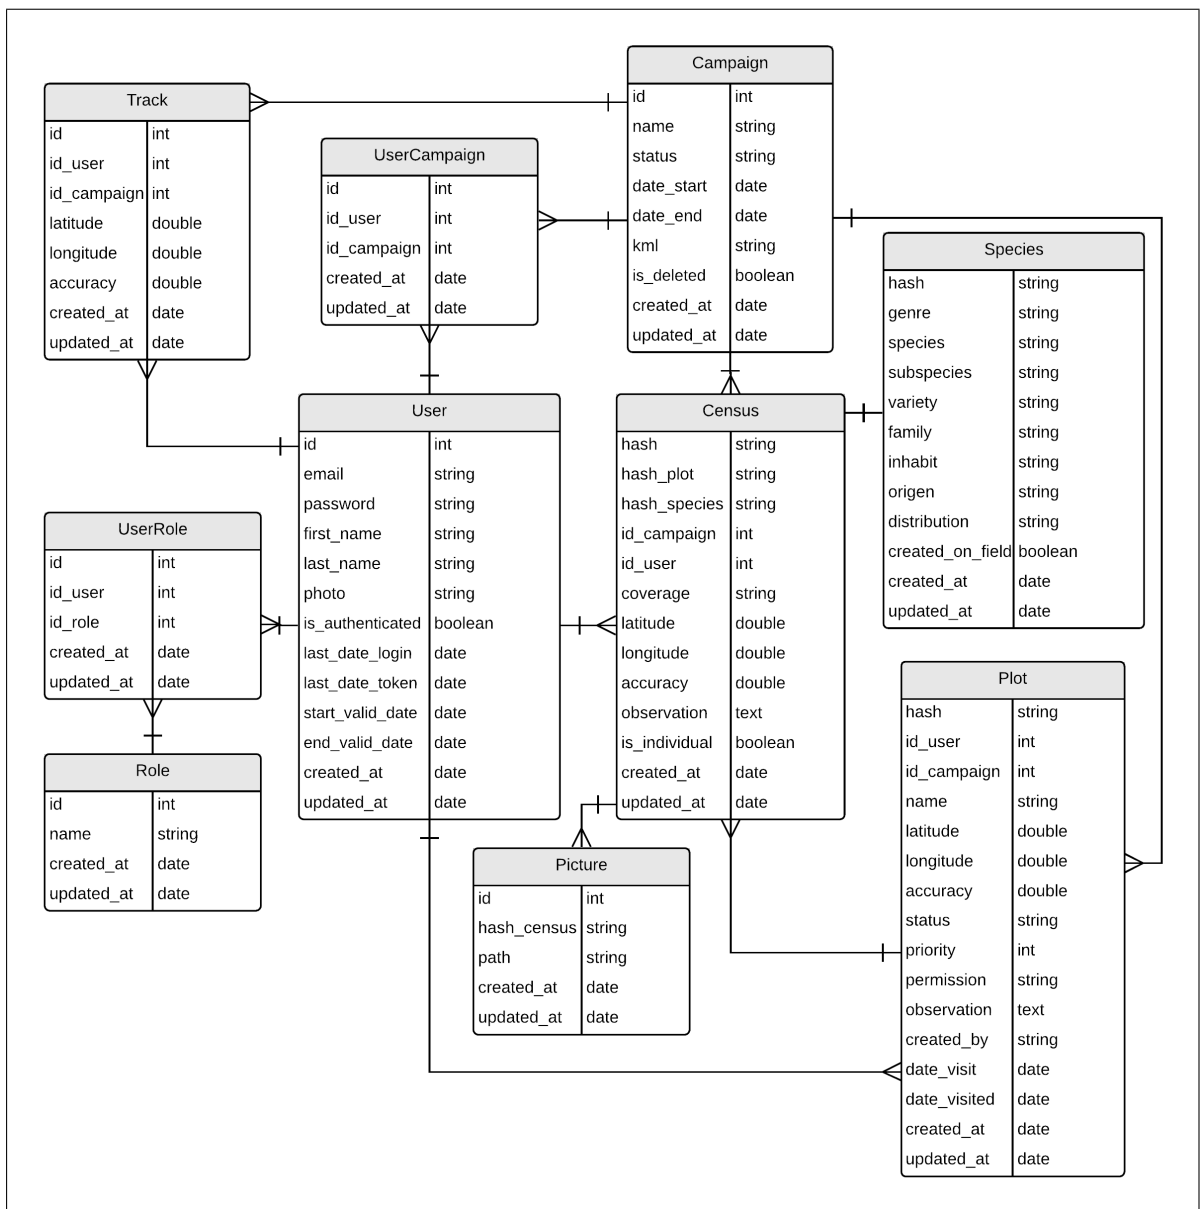 Campaign
id int
name string
status string
date_start date
date_end date
kml string
is_deleted boolean
created_at date
updated_at date
Track
id int
id_user int
id_campaign int
latitude double
longitude double
accuracy double
created_at date
updated_at date
UserCampaign
id int
id_user int
id_campaign int
created_at date
updated_at date
Species
hash string
genre string
species string
subspecies string
variety string
family string
inhabit string
origen string
distribution string
created_on_field boolean
created_at date
updated_at date
User
id int
email string
password string
first_name string
last_name string
photo string
is_authenticated boolean
last_date_login date
last_date_token date
start_valid_date date
end_valid_date date
created_at date
updated_at date
Census
hash string
hash_plot string
hash_species string
id_campaign int
id_user int
coverage string
latitude double
longitude double
accuracy double
observation text
is_individual boolean
created_at date
updated_at date
UserRole
id int
id_user int
id_role int
created_at date
updated_at date
Role
id int
name string
created_at date
updated_at date
Picture
id int
hash_census string
path string
created_at date
updated_at date
Plot
hash string
id_user int
id_campaign int
name string
latitude double
longitude double
accuracy double
status string
priority int
permission string
observation text
created_by string
date_visit date
date_visited date
created_at date
updated_at date